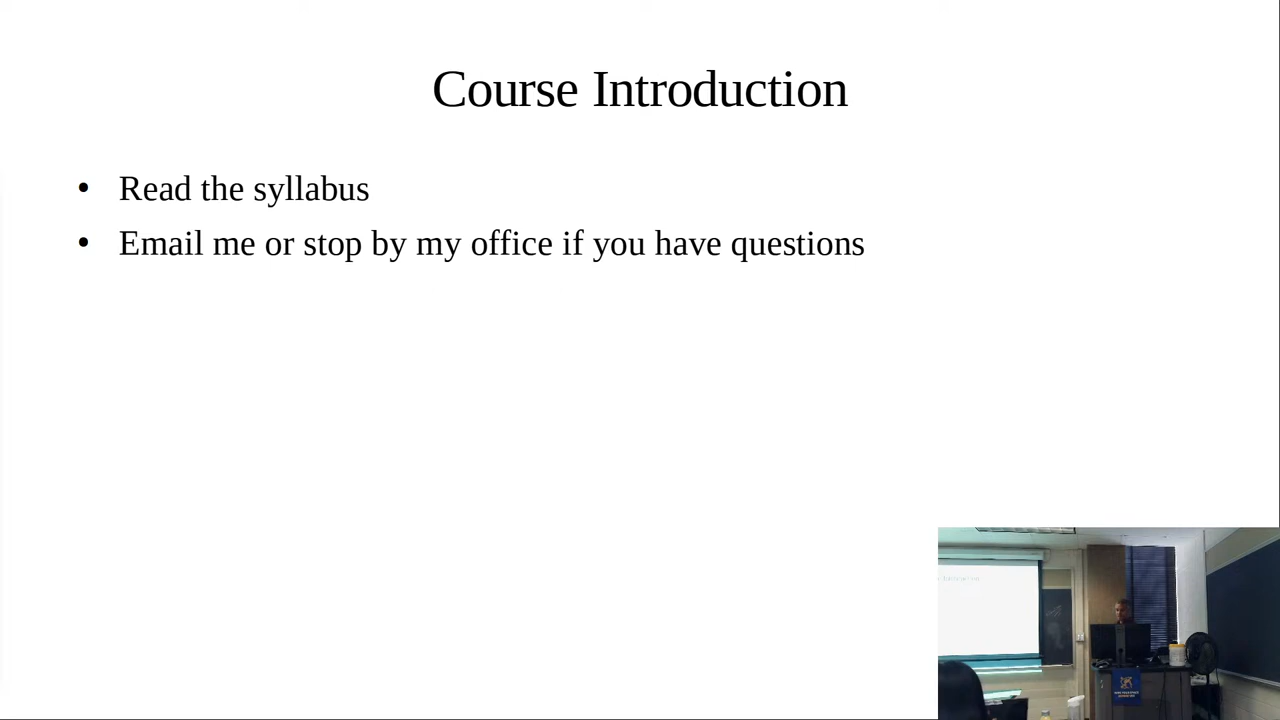 Course Introduction
• Read the syllabus
• Email me or stop by my office if you have questions